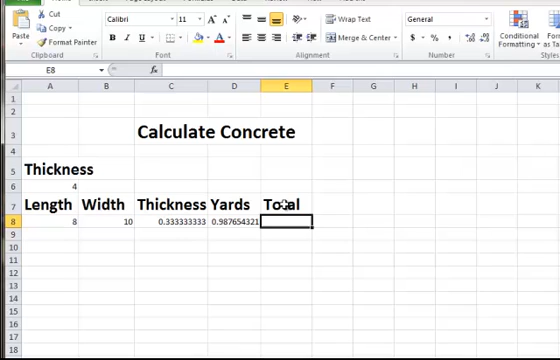 Cut
Calibri 11 A A Wrap Text General
Paste Copy
Format Painter B I U A Merge & Center $ % , Conditional Format
Formatting as Table
Clipboard Font Alignment Number
E8 fx
A B C D E F G H I J K
1
2
3 Calculate Concrete
4
5 Thickness
6 4
7 Length Width Thickness Yards Total
8 8 10 0.333333333 0.987654321
9
10
11
12
13
14
15
16
17
18